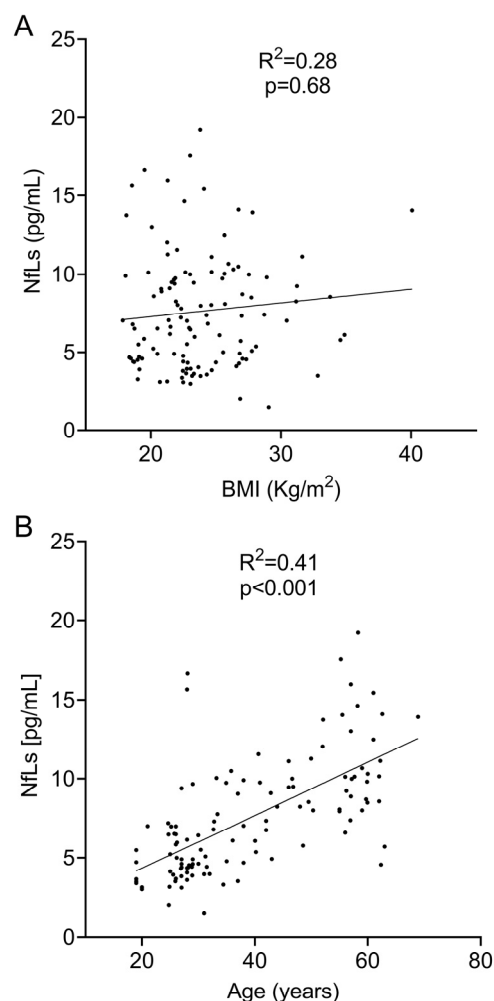 A
25
20
15
10
5
0
NfLs (pg/mL)
R²=0.28
p=0.68
20 30 40
BMI (Kg/m²)
B
25
20
15
10
5
0
NfLs [pg/mL]
R²=0.41
p<0.001
20 40 60 80
Age (years)